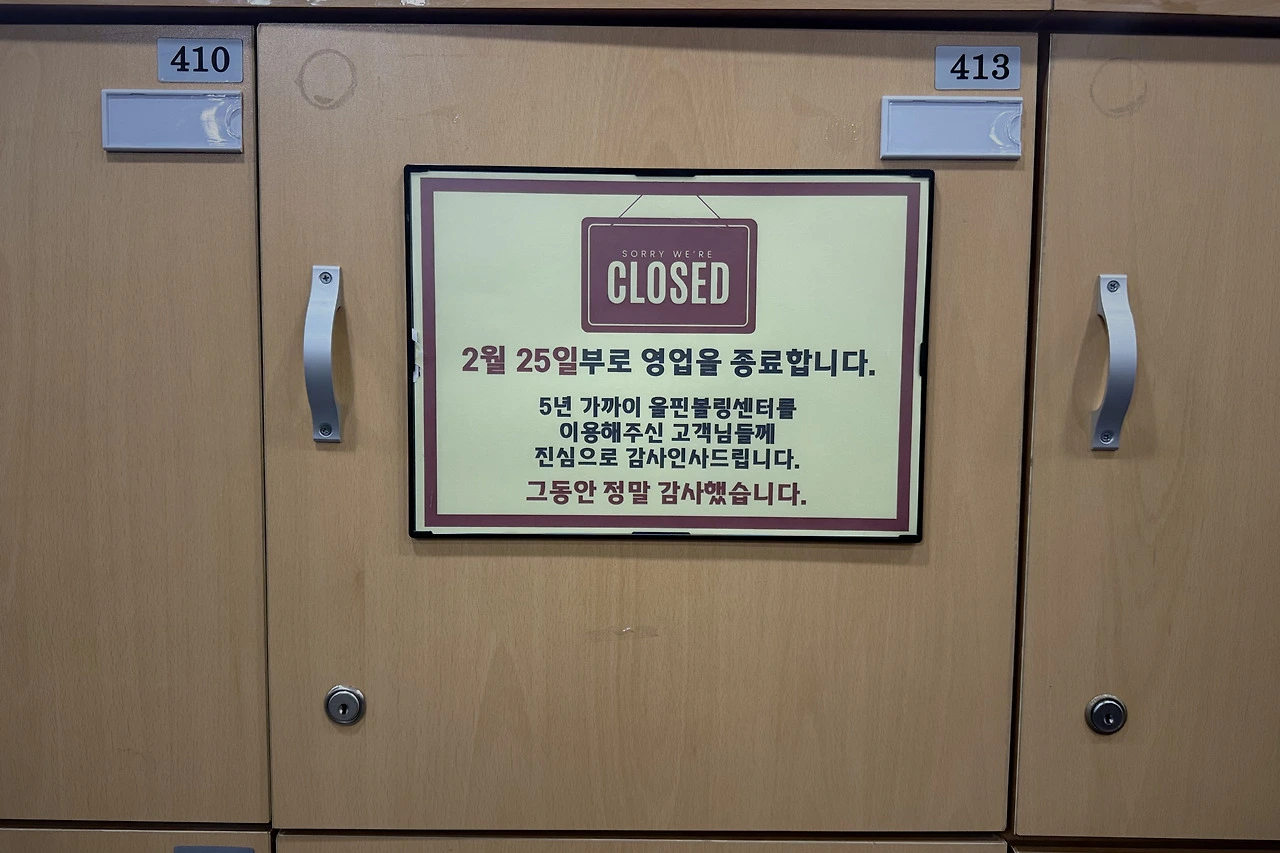 410
413
SORRY WE'RE
CLOSED
2월 25일부로 영업을 종료합니다.
5년 가까이 올핀볼링센터를
이용해주신 고객님들께
진심으로 감사인사드립니다.
그동안 정말 감사했습니다.